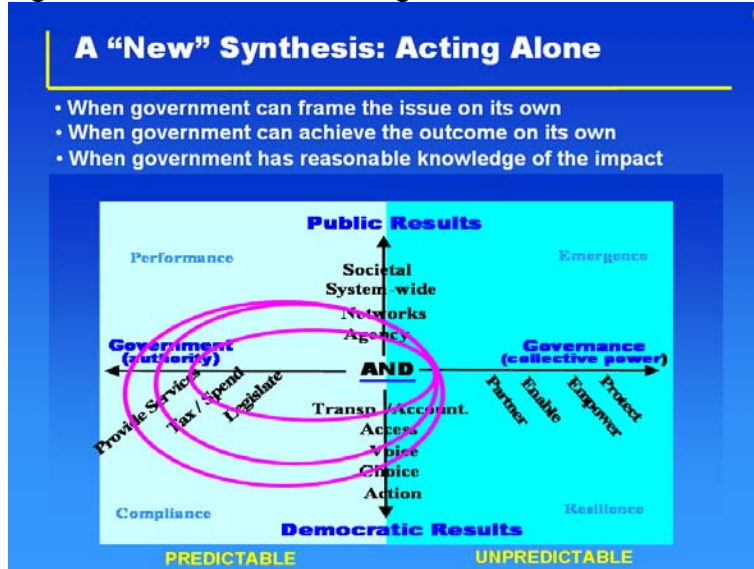 A “New” Synthesis: Acting Alone
• When government can frame the issue on its own
• When government can achieve the outcome on its own
• When government has reasonable knowledge of the impact
Public Results
Performance
Emergence
Societal
System-wide
Networks
Agency
Government
(authority)
AND
Governance
(collective power)
Provide Services
Tax / Spend
Legislate
Partner
Enable
Empower
Protect
Transp./Account.
Access
Voice
Choice
Action
Compliance
Resilience
Democratic Results
PREDICTABLE
UNPREDICTABLE